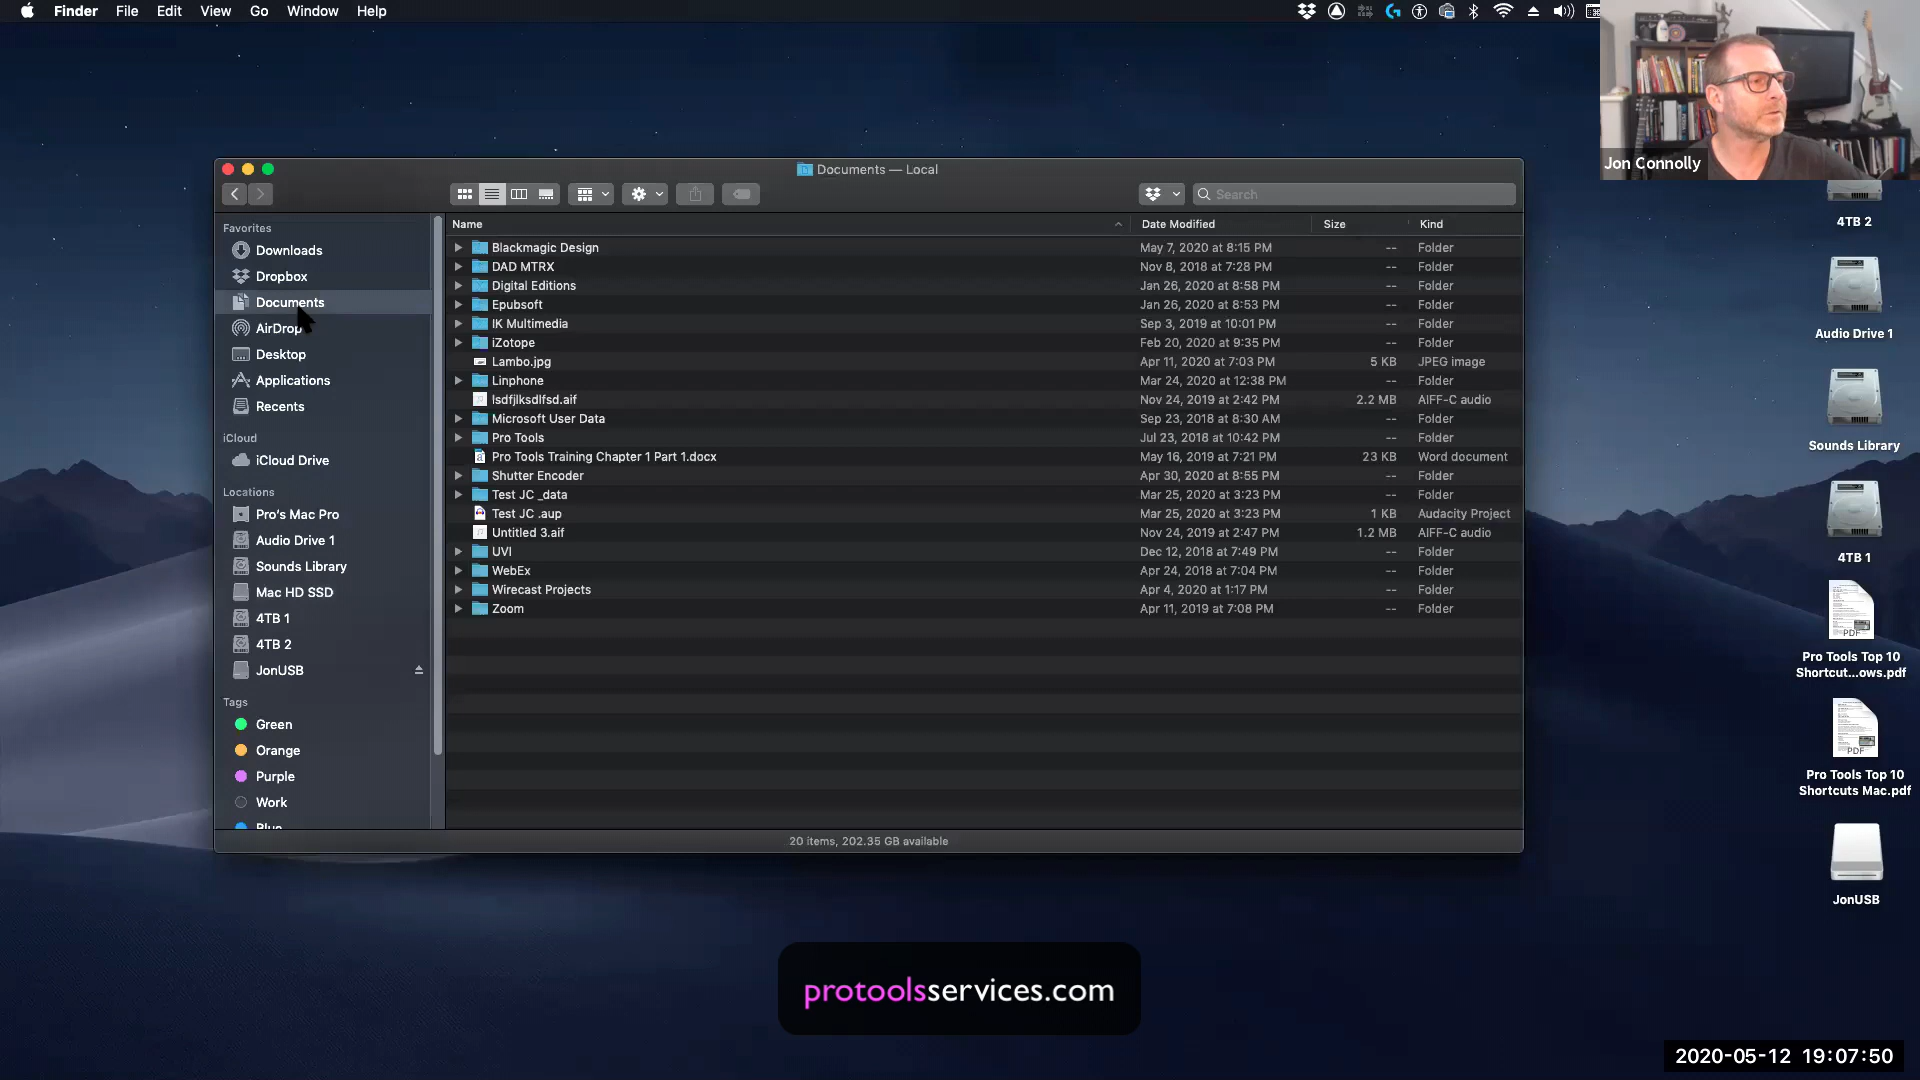 Finder File Edit View Go Window Help
Jon Connolly
Documents — Local
Search
Favorites
Downloads
Dropbox
Documents
AirDrop
Desktop
Applications
Recents
iCloud
iCloud Drive
Locations
Pro's Mac Pro
Audio Drive 1
Sounds Library
Mac HD SSD
4TB 1
4TB 2
JonUSB
Tags
Green
Orange
Purple
Work
Blue
Name Date Modified Size Kind
Blackmagic Design May 7, 2020 at 8:15 PM -- Folder
DAD MTRX Nov 8, 2018 at 7:28 PM -- Folder
Digital Editions Jan 26, 2020 at 8:58 PM -- Folder
Epubsoft Jan 26, 2020 at 8:53 PM -- Folder
IK Multimedia Sep 3, 2019 at 10:01 PM -- Folder
iZotope Feb 20, 2020 at 9:35 PM -- Folder
Lambo.jpg Apr 11, 2020 at 7:03 PM 5 KB JPEG image
Linphone Mar 24, 2020 at 12:38 PM -- Folder
lsdfjlksdlfsd.aif Nov 24, 2019 at 2:42 PM 2.2 MB AIFF-C audio
Microsoft User Data Sep 23, 2018 at 8:30 AM -- Folder
Pro Tools Jul 23, 2018 at 10:42 PM -- Folder
Pro Tools Training Chapter 1 Part 1.docx May 16, 2019 at 7:21 PM 23 KB Word document
Shutter Encoder Apr 30, 2020 at 8:55 PM -- Folder
Test JC _data Mar 25, 2020 at 3:23 PM -- Folder
Test JC .aup Mar 25, 2020 at 3:23 PM 1 KB Audacity Project
Untitled 3.aif Nov 24, 2019 at 2:47 PM 1.2 MB AIFF-C audio
UVI Dec 12, 2018 at 7:49 PM -- Folder
WebEx Apr 24, 2018 at 7:04 PM -- Folder
Wirecast Projects Apr 4, 2020 at 1:17 PM -- Folder
Zoom Apr 11, 2019 at 7:08 PM -- Folder
20 items, 202.35 GB available
4TB 2
Audio Drive 1
Sounds Library
4TB 1
PDF
Pro Tools Top 10
Shortcut...ows.pdf
PDF
Pro Tools Top 10
Shortcuts Mac.pdf
JonUSB
protoolsservices.com
2020-05-12 19:07:50